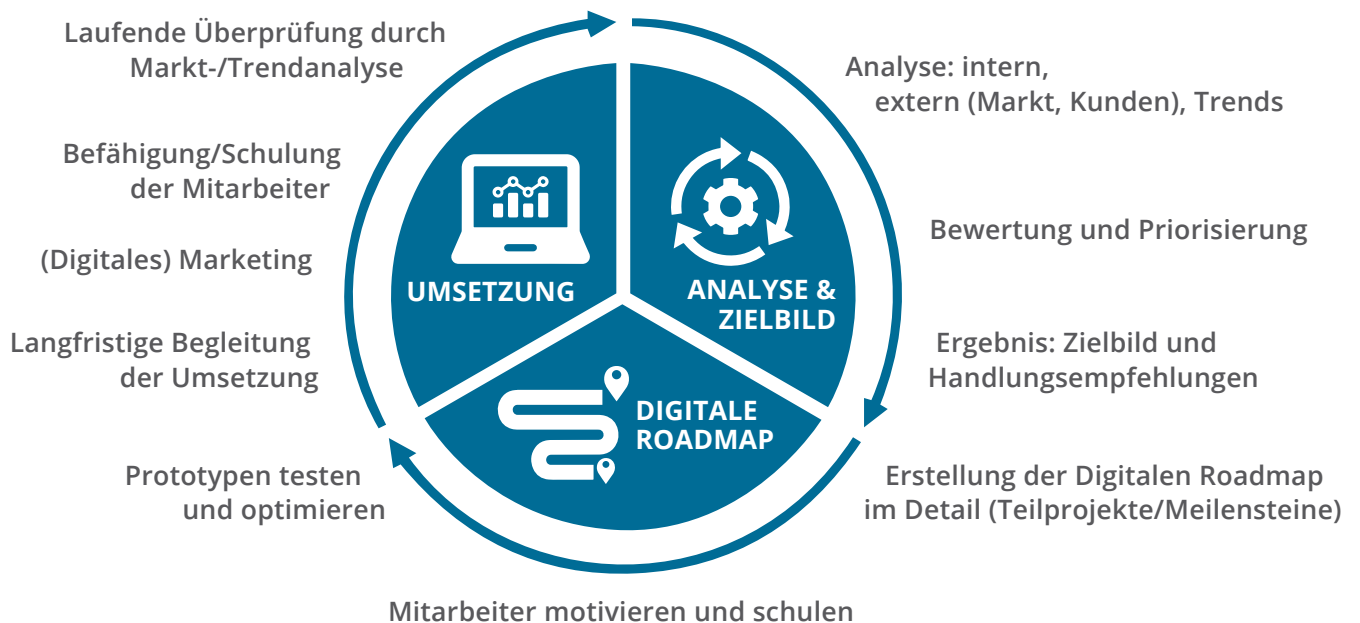 Laufende Überprüfung durch
Markt-/Trendanalyse
Analyse: intern,
extern (Markt, Kunden), Trends
Befähigung/Schulung
der Mitarbeiter
Bewertung und Priorisierung
(Digitales) Marketing
UMSETZUNG
ANALYSE &
ZIELBILD
Langfristige Begleitung
der Umsetzung
Ergebnis: Zielbild und
Handlungsempfehlungen
DIGITALE
ROADMAP
Prototypen testen
und optimieren
Erstellung der Digitalen Roadmap
im Detail (Teilprojekte/Meilensteine)
Mitarbeiter motivieren und schulen